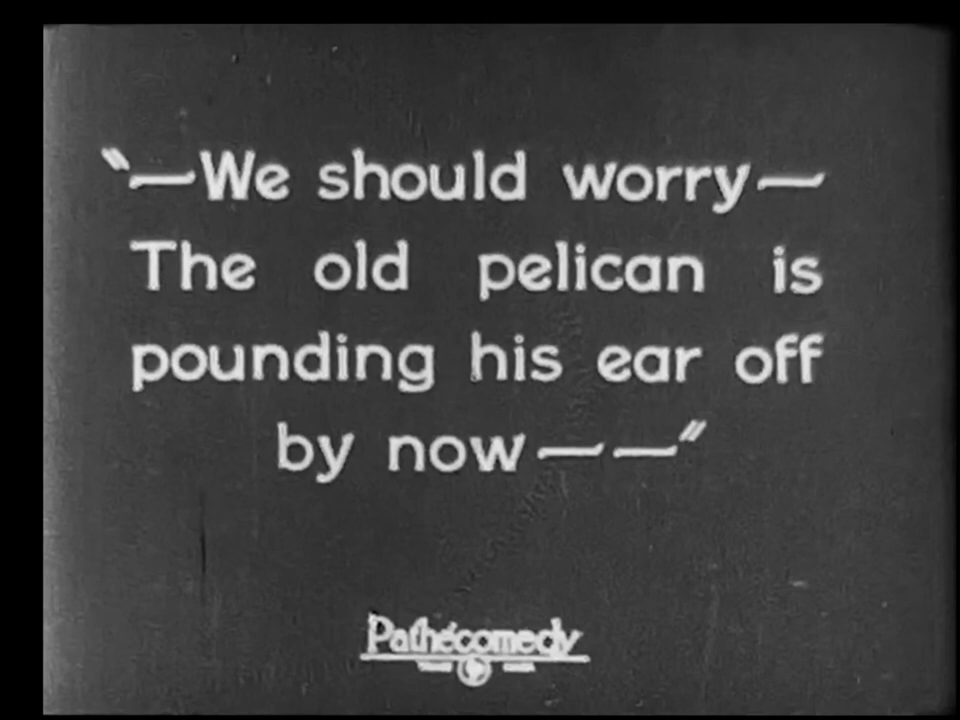 "—We should worry—
The old pelican is
pounding his ear off
by now — —"
Pathécomedy